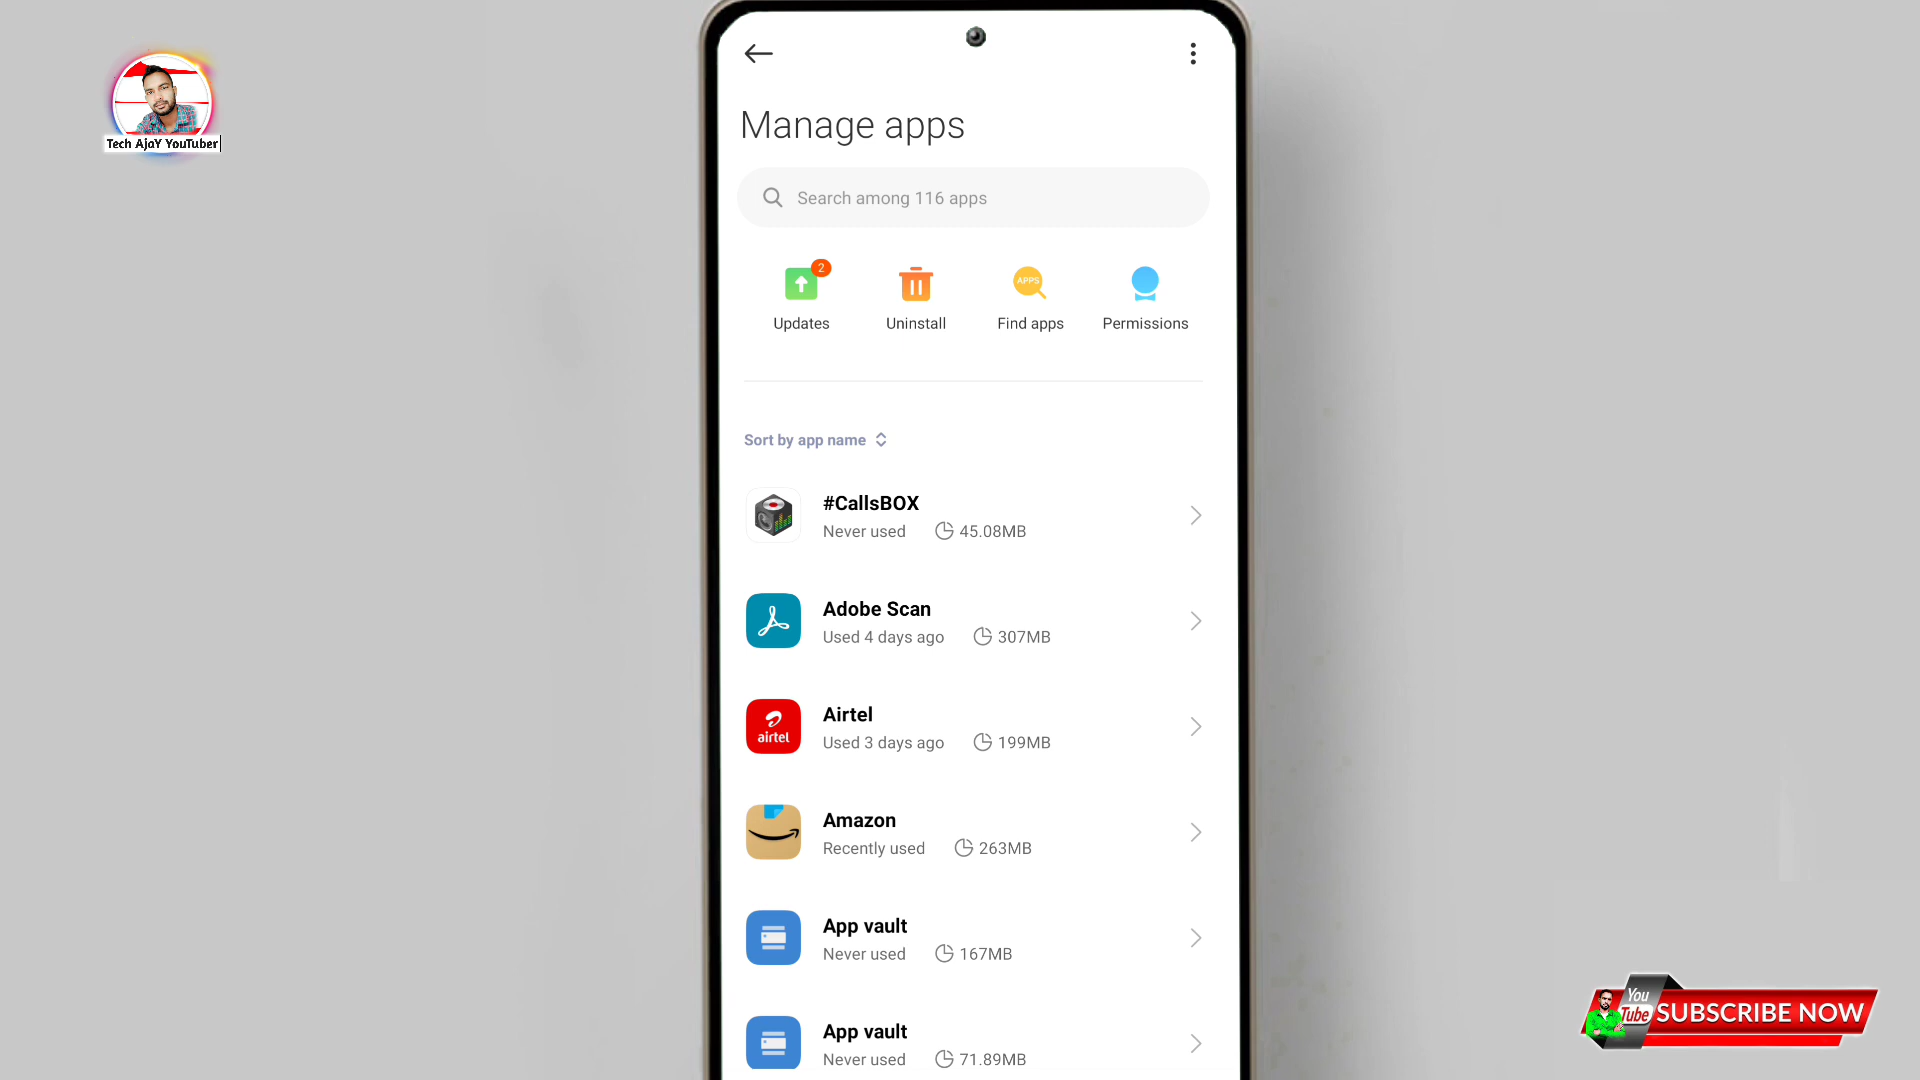 Tech AjaY YouTuber
Manage apps
Search among 116 apps
2
APPS
Updates
Uninstall
Find apps
Permissions
Sort by app name
#CallsBOX
Never used
45.08MB
Adobe Scan
Used 4 days ago
307MB
airtel
Airtel
Used 3 days ago
199MB
Amazon
Recently used
263MB
App vault
Never used
167MB
App vault
Never used
71.89MB
You
Tube
SUBSCRIBE NOW